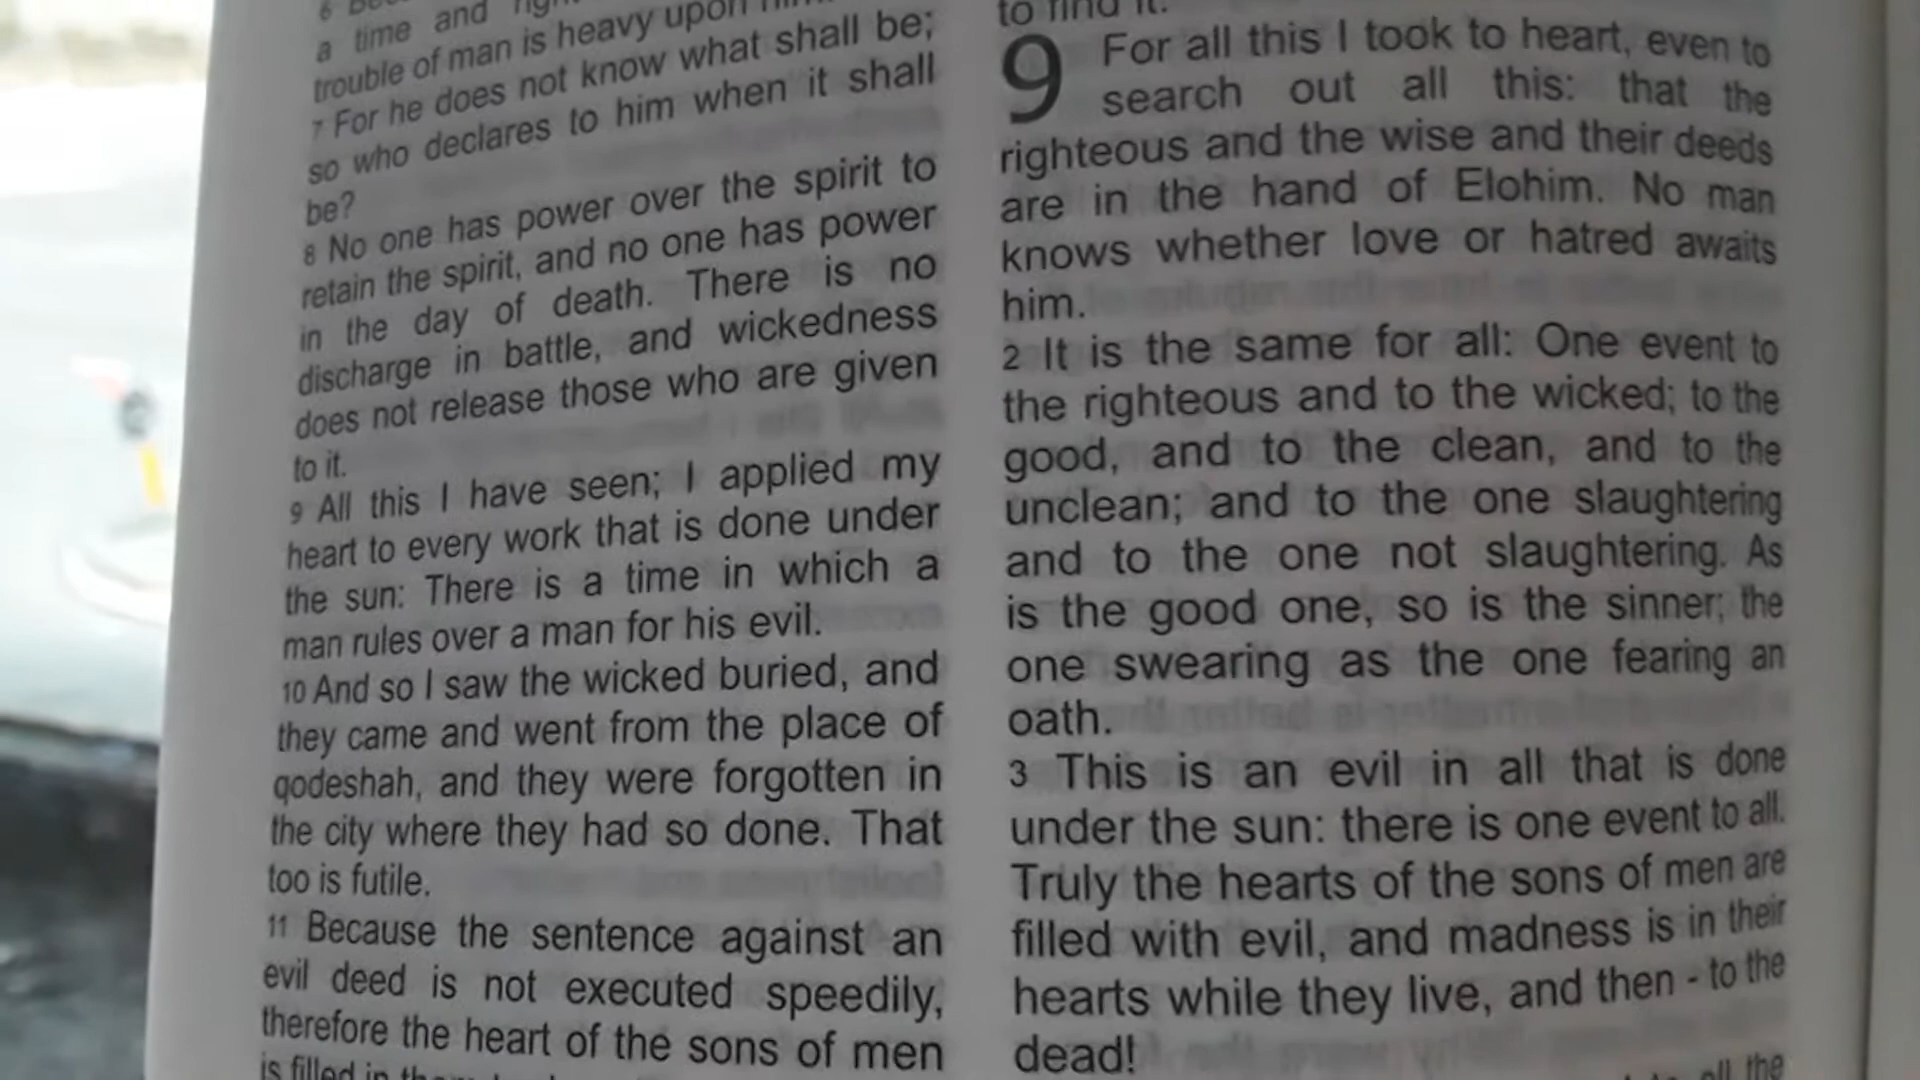 a time and
trouble of man is heavy upon
7 For he does not know what shall be;
so who declares to him when it shall
be?
8 No one has power over the spirit to
retain the spirit, and no one has power
in the day of death. There is no
discharge in battle, and wickedness
does not release those who are given
to it.
9 All this I have seen; I applied my
heart to every work that is done under
the sun: There is a time in which a
man rules over a man for his evil.
10 And so I saw the wicked buried, and
they came and went from the place of
qodeshah, and they were forgotten in
the city where they had so done. That
too is futile.
11 Because the sentence against an
evil deed is not executed speedily,
therefore the heart of the sons of men
is filled in
to find it.
9 For all this I took to heart, even to
search out all this: that the
righteous and the wise and their deeds
are in the hand of Elohim. No man
knows whether love or hatred awaits
him.
2 It is the same for all: One event to
the righteous and to the wicked; to the
good, and to the clean, and to the
unclean; and to the one slaughtering
and to the one not slaughtering. As
is the good one, so is the sinner; the
one swearing as the one fearing an
oath.
3 This is an evil in all that is done
under the sun: there is one event to all.
Truly the hearts of the sons of men are
filled with evil, and madness is in their
hearts while they live, and then - to the
dead!
all the